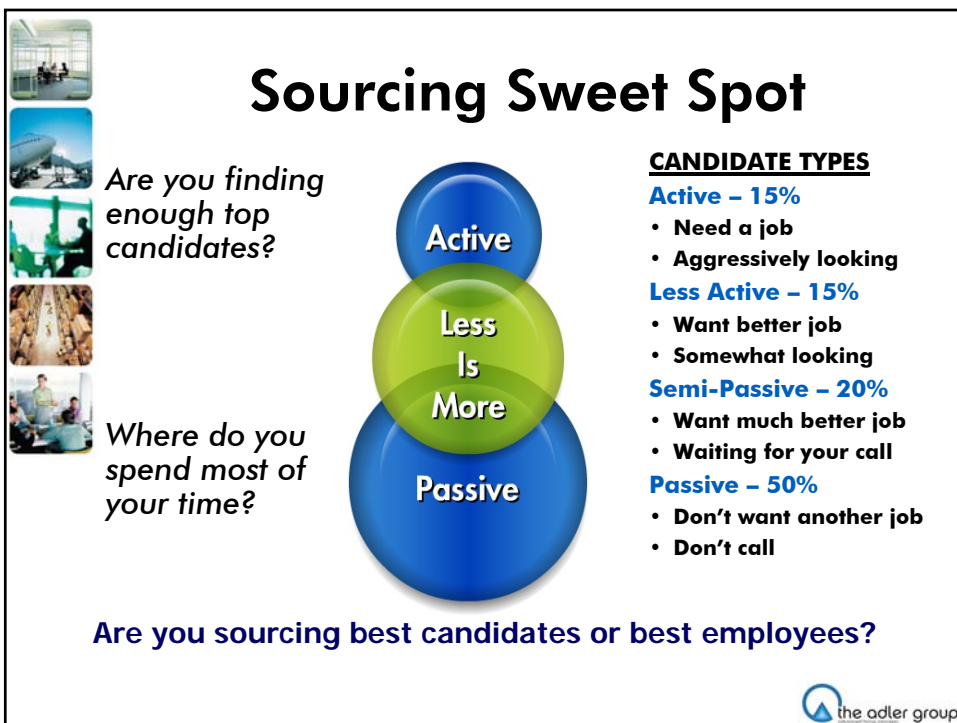 Sourcing Sweet Spot
Are you finding
enough top
candidates?
Where do you
spend most of
your time?
Active
Less
Is
More
Passive
CANDIDATE TYPES
Active – 15%
• Need a job
• Aggressively looking
Less Active – 15%
• Want better job
• Somewhat looking
Semi-Passive – 20%
• Want much better job
• Waiting for your call
Passive – 50%
• Don't want another job
• Don't call
Are you sourcing best candidates or best employees?
the adler group